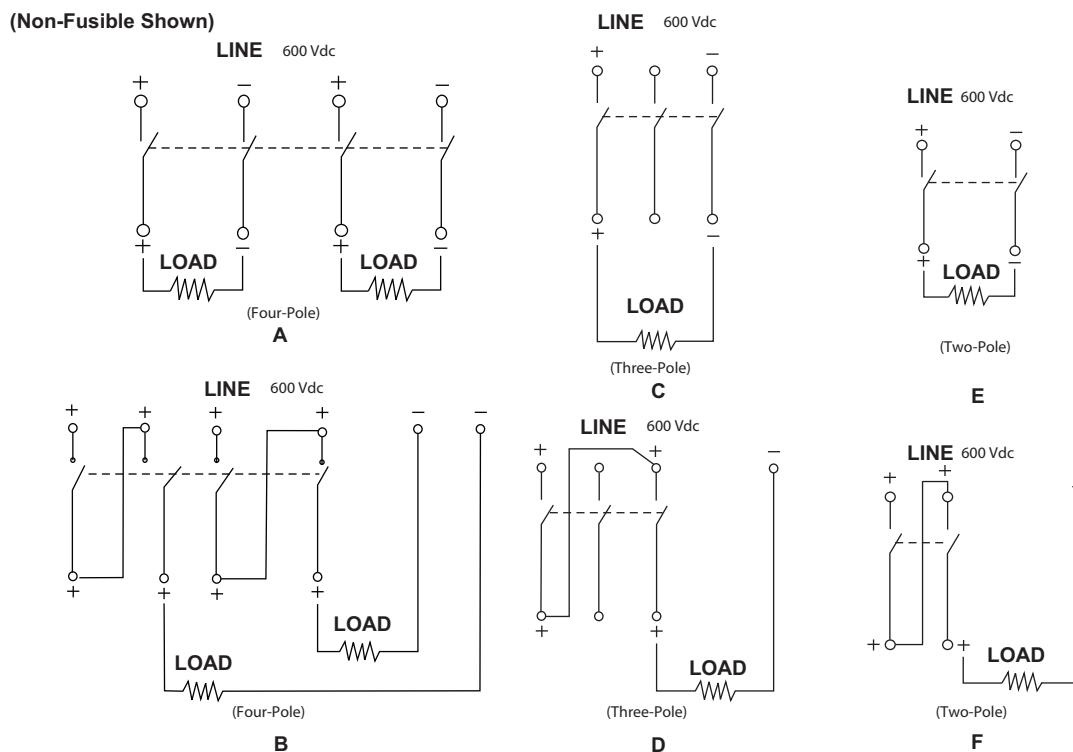 (Non-Fusible Shown)
LINE 600 Vdc
+ − + −
+ − + −
LOAD LOAD
(Four-Pole)
A
LINE 600 Vdc
+ + + + − −
+ + + +
LOAD
LOAD
(Four-Pole)
B
LINE 600 Vdc
+ −
+ −
LOAD
(Three-Pole)
C
LINE 600 Vdc
+ + −
+ +
LOAD
(Three-Pole)
D
LINE 600 Vdc
+ −
+ −
LOAD
(Two-Pole)
E
LINE 600 Vdc
+ +
+ +
LOAD
(Two-Pole)
F